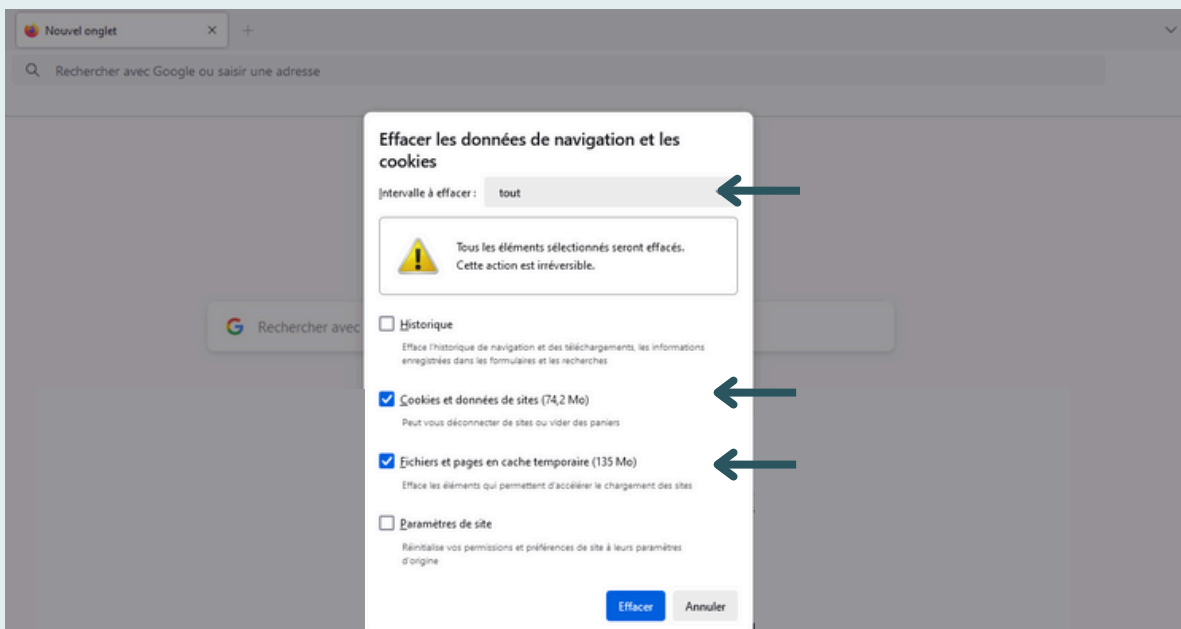 Nouvel onglet
Rechercher avec Google ou saisir une adresse
Effacer les données de navigation et les
cookies
Intervalle à effacer : tout
Tous les éléments sélectionnés seront effacés.
Cette action est irréversible.
Rechercher avec
Historique
Efface l'historique de navigation et des téléchargements, les informations
enregistrées dans les formulaires et les recherches
Cookies et données de sites (74,2 Mo)
Peut vous déconnecter de sites ou vider des paniers
Fichiers et pages en cache temporaire (135 Mo)
Efface les éléments qui permettent d'accélérer le chargement des sites
Paramètres de site
Réinitialise vos permissions et préférences de site à leurs paramètres
d'origine
Effacer Annuler